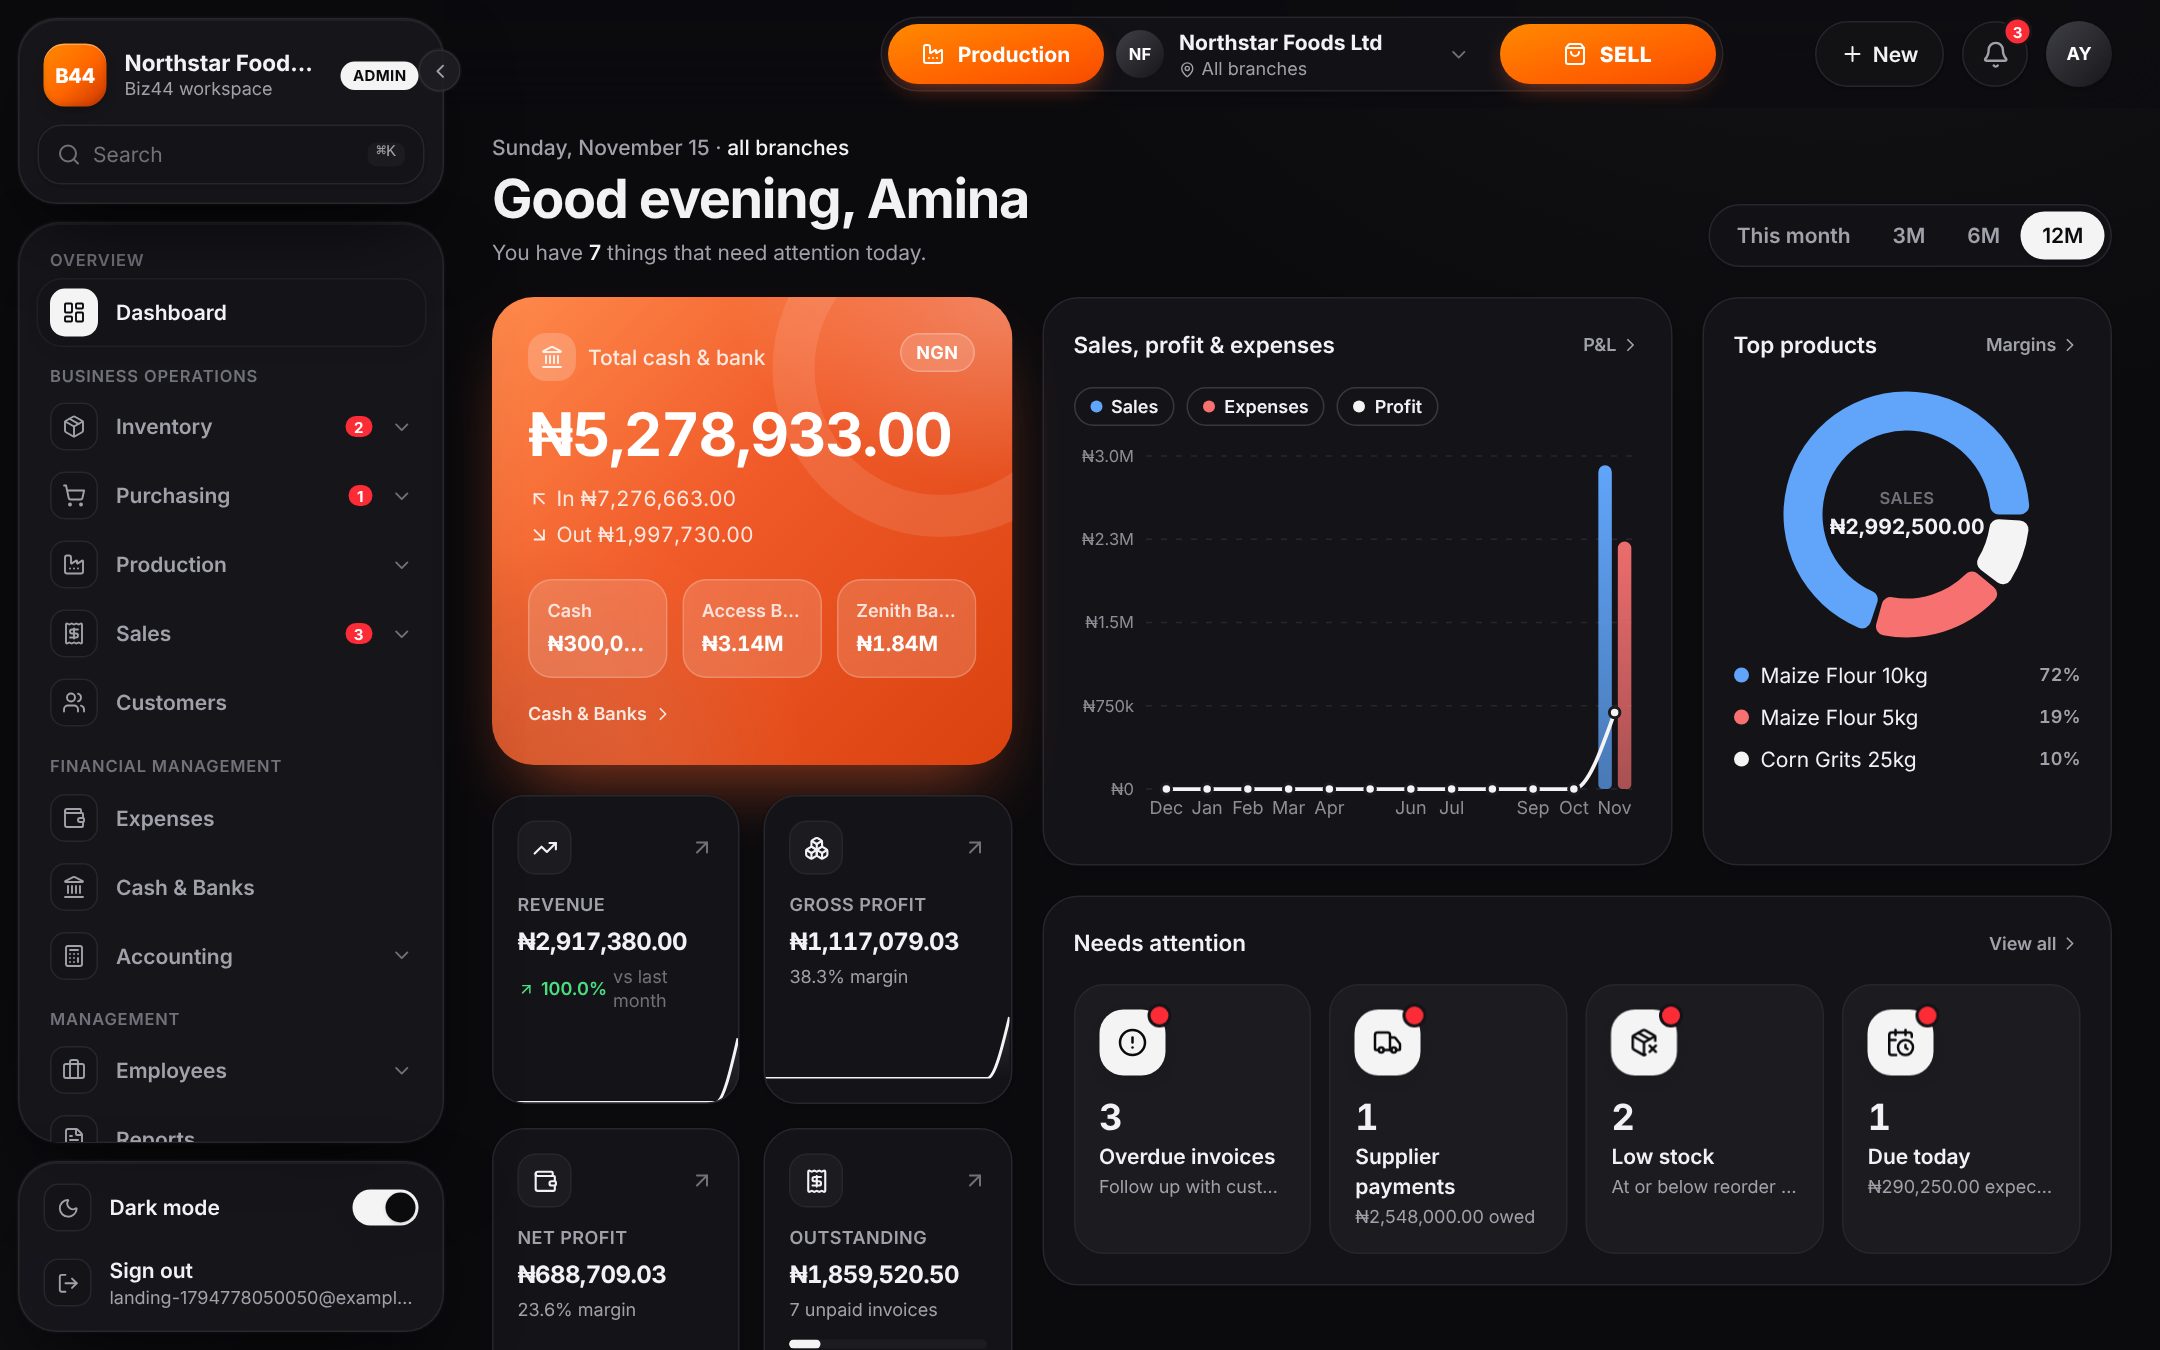 B44
Northstar Food...
Biz44 workspace
ADMIN
Search
⌘K
OVERVIEW
Dashboard
BUSINESS OPERATIONS
Inventory
2
Purchasing
1
Production
Sales
3
Customers
FINANCIAL MANAGEMENT
Expenses
Cash & Banks
Accounting
MANAGEMENT
Employees
Reports
Dark mode
Sign out
landing-1794778050050@exampl...
Production
NF
Northstar Foods Ltd
All branches
SELL
New
3
AY
Sunday, November 15 · all branches
Good evening, Amina
You have 7 things that need attention today.
This month
3M
6M
12M
Total cash & bank
NGN
₦5,278,933.00
In ₦7,276,663.00
Out ₦1,997,730.00
Cash
₦300,0...
Access B...
₦3.14M
Zenith Ba...
₦1.84M
Cash & Banks
Sales, profit & expenses
P&L
Sales
Expenses
Profit
₦3.0M
₦2.3M
₦1.5M
₦750k
₦0
Dec Jan Feb Mar Apr Jun Jul Sep Oct Nov
Top products
Margins
SALES
₦2,992,500.00
Maize Flour 10kg
72%
Maize Flour 5kg
19%
Corn Grits 25kg
10%
REVENUE
₦2,917,380.00
100.0% vs last
month
GROSS PROFIT
₦1,117,079.03
38.3% margin
NET PROFIT
₦688,709.03
23.6% margin
OUTSTANDING
₦1,859,520.50
7 unpaid invoices
Needs attention
View all
3
Overdue invoices
Follow up with cust...
1
Supplier
payments
₦2,548,000.00 owed
2
Low stock
At or below reorder ...
1
Due today
₦290,250.00 expec...